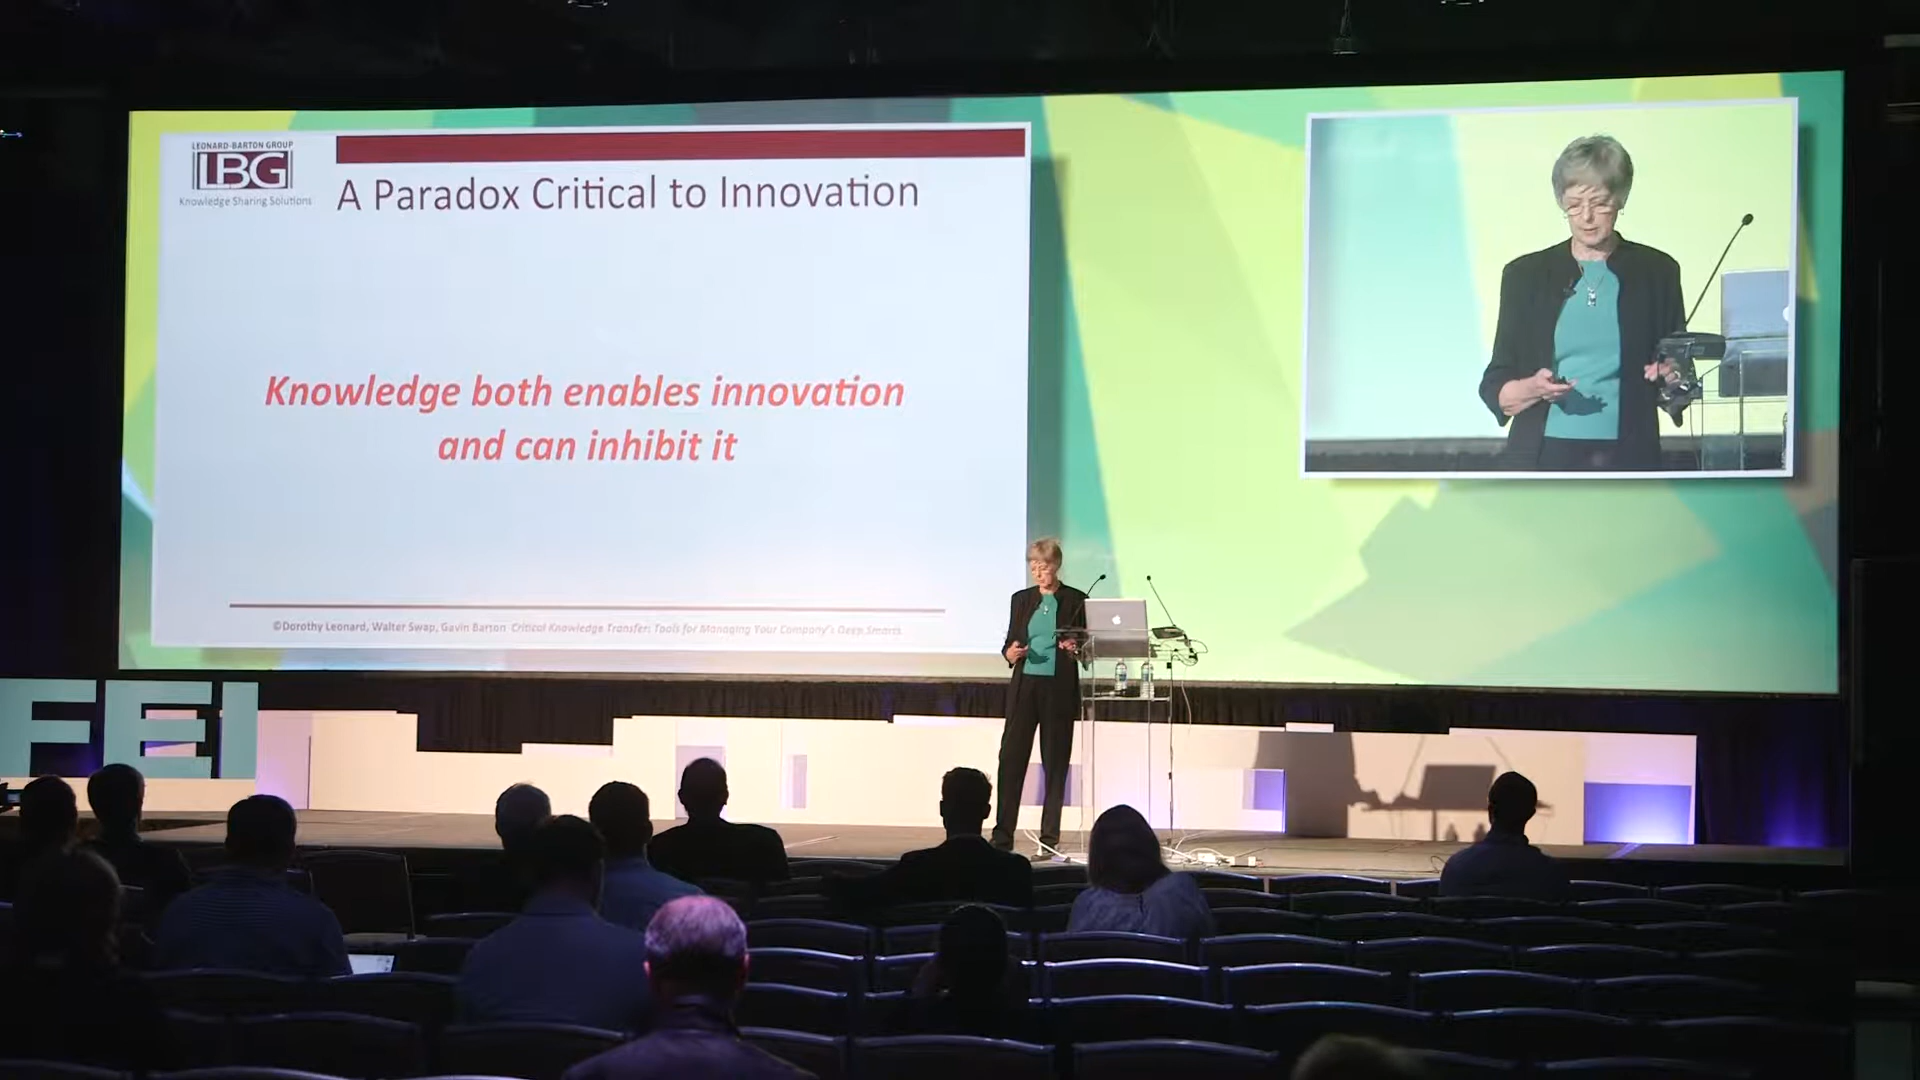 LEONARD-BARTON GROUP
LBG
Knowledge Sharing Solutions
A Paradox Critical to Innovation
Knowledge both enables innovation
and can inhibit it
©Dorothy Leonard, Walter Swap, Gavin Barton Critical Knowledge Transfer: Tools for Managing Your Company's Deep Smarts
FEI